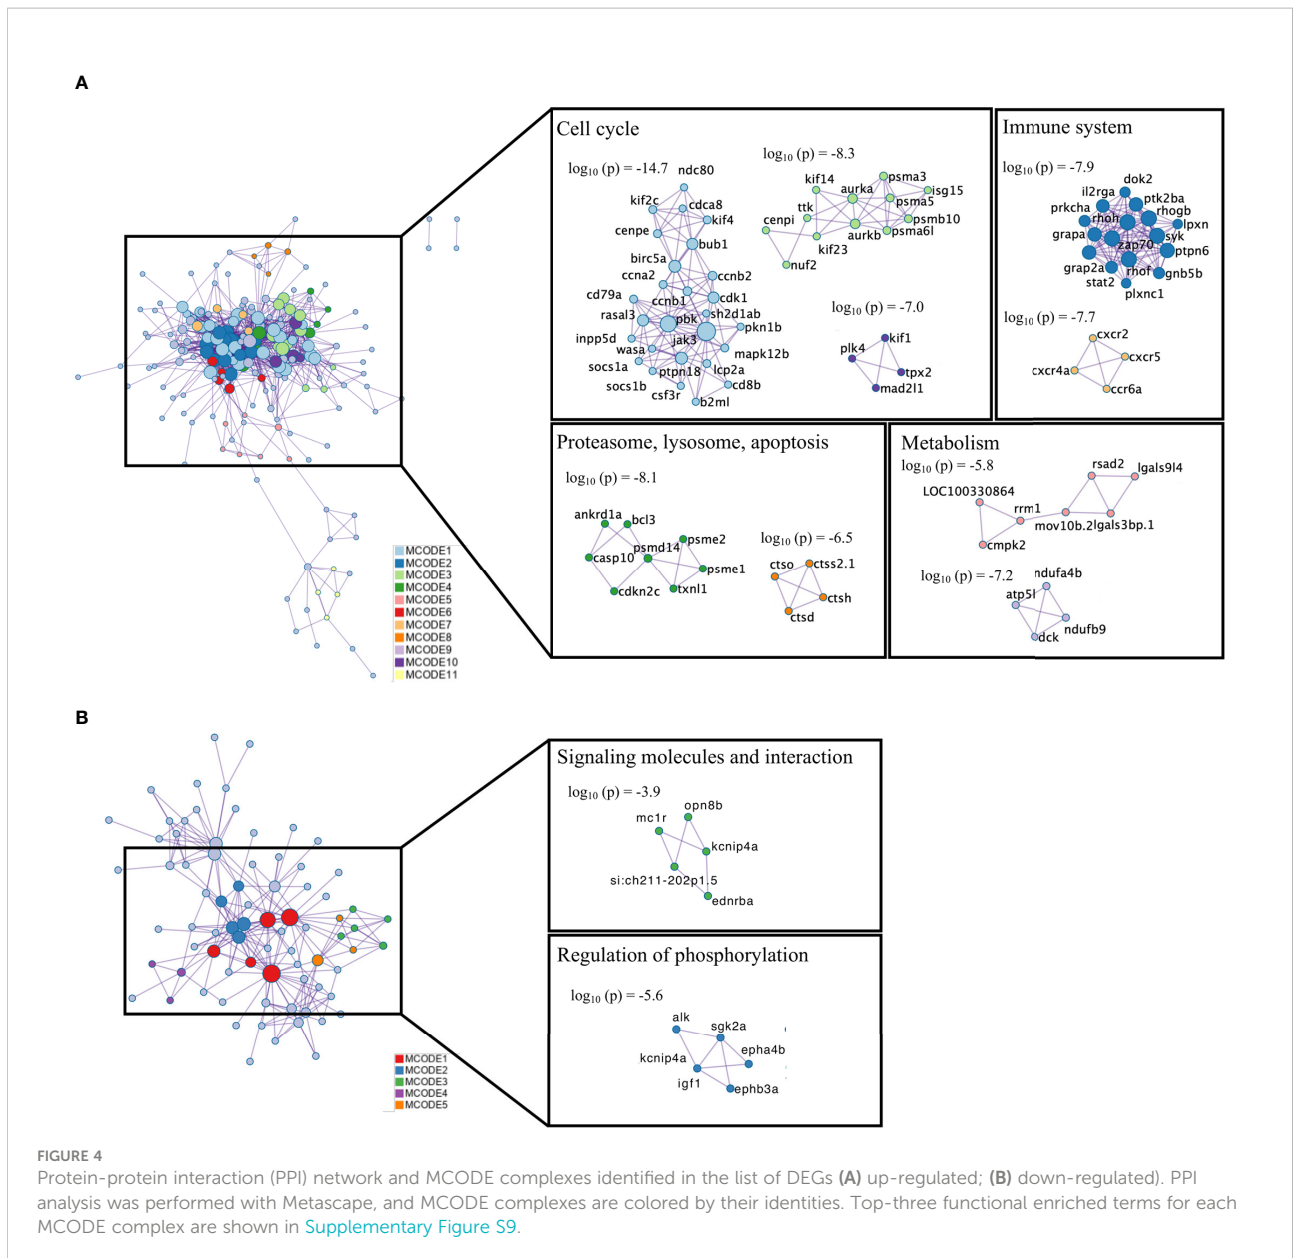 A
Cell cycle
log10 (p) = -14.7
ndc80
kif2c
cdca8
kif4
cenpe
bub1
birc5a
ccna2
ccnb2
cd79a
ccnb1
cdk1
rasal3
pbk
sh2d1ab
pkn1b
inpp5d
jak3
wasa
mapk12b
socs1a
ptpn18
lcp2a
socs1b
cd8b
csf3r
b2ml
log10 (p) = -8.3
kif14
aurka
psma3
isg15
ttk
psma5
cenpi
psmb10
aurkb
psma6l
kif23
nuf2
log10 (p) = -7.0
plk4
kif1
tpx2
mad2l1
Immune system
log10 (p) = -7.9
dok2
il2rga
ptk2ba
prkcha
rhoh
rhogb
lpxn
grapa
zap70
syk
ptpn6
grap2a
rhof
gnb5b
stat2
plxnc1
log10 (p) = -7.7
cxcr2
cxcr5
cxcr4a
ccr6a
Proteasome, lysosome, apoptosis
log10 (p) = -8.1
ankrd1a
bcl3
psmd14
psme2
casp10
psme1
cdkn2c
txnl1
log10 (p) = -6.5
ctso
ctss2.1
ctsh
ctsd
Metabolism
log10 (p) = -5.8
rsad2
lgals9l4
LOC100330864
rrm1
mov10b.2
lgals3bp.1
cmpk2
log10 (p) = -7.2
ndufa4b
atp5l
ndufb9
dck
MCODE1
MCODE2
MCODE3
MCODE4
MCODE5
MCODE6
MCODE7
MCODE8
MCODE9
MCODE10
MCODE11
B
Signaling molecules and interaction
log10 (p) = -3.9
opn8b
mc1r
kcnip4a
si:ch211-202p1.5
ednrba
Regulation of phosphorylation
log10 (p) = -5.6
alk
sgk2a
kcnip4a
epha4b
igf1
ephb3a
MCODE1
MCODE2
MCODE3
MCODE4
MCODE5
FIGURE 4
Protein-protein interaction (PPI) network and MCODE complexes identified in the list of DEGs (A) up-regulated; (B) down-regulated). PPI
analysis was performed with Metascape, and MCODE complexes are colored by their identities. Top-three functional enriched terms for each
MCODE complex are shown in Supplementary Figure S9.